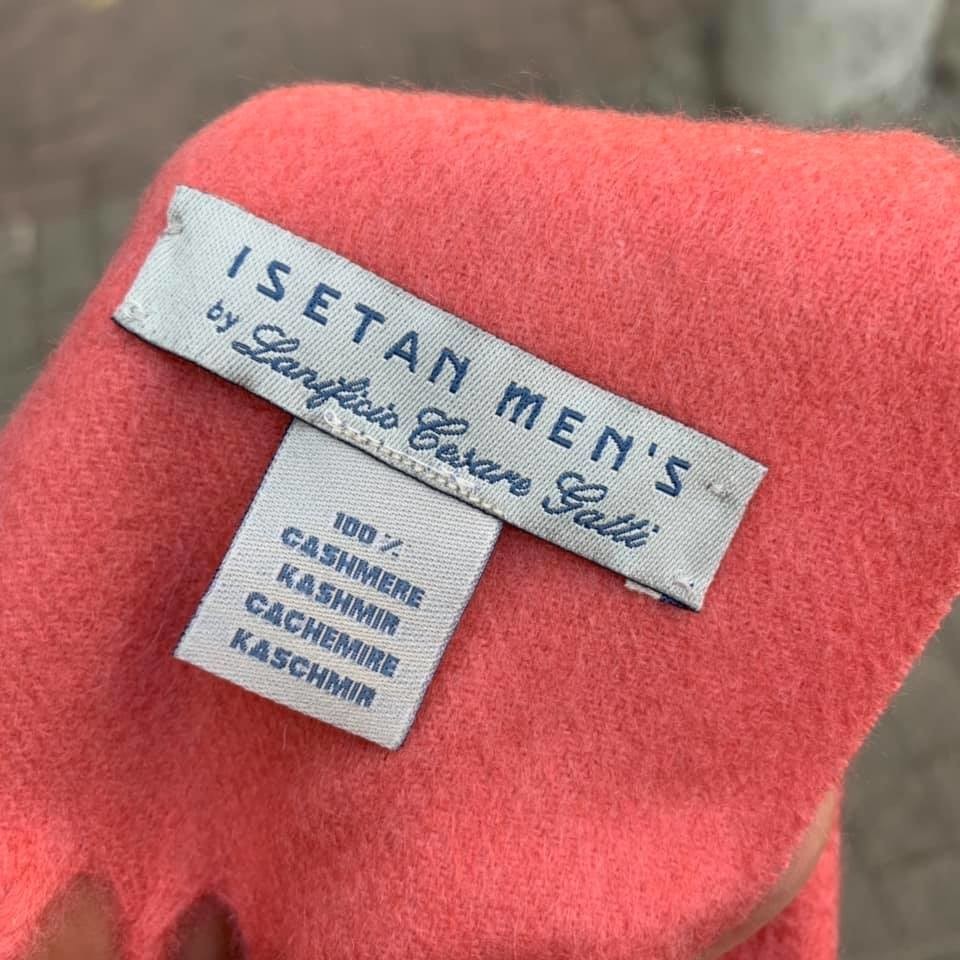 ISETAN MEN'S
by Lanificio Cesare Gatti
100%
CASHMERE
KASHMIR
CACHEMIRE
KASCHMIR